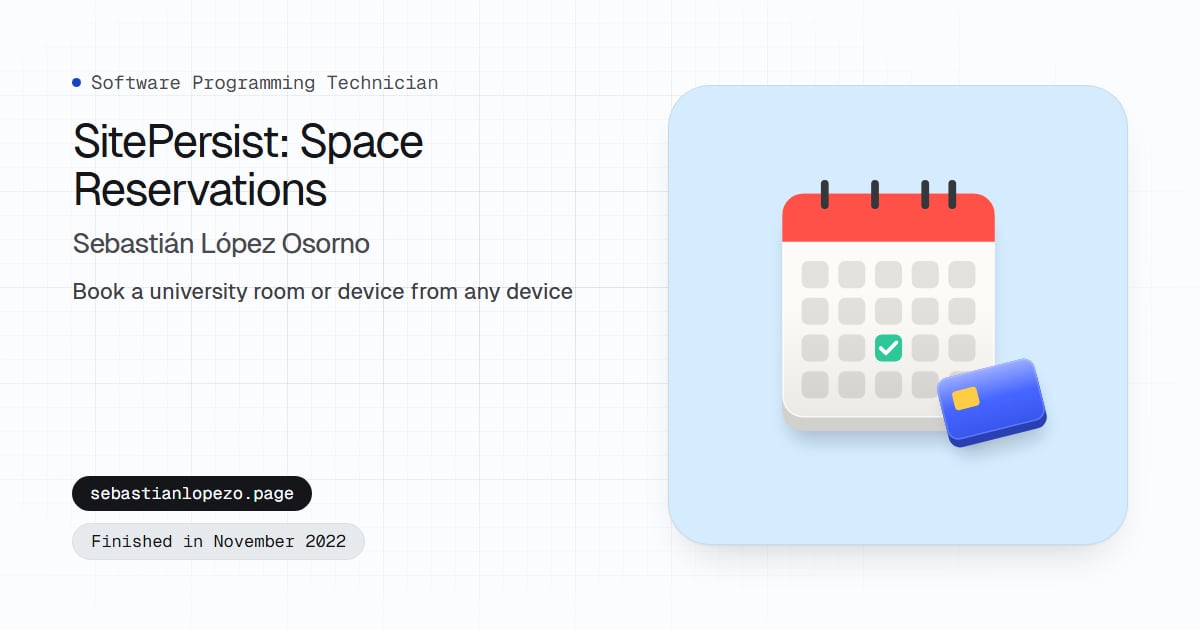 Software Programming Technician
SitePersist: Space
Reservations
Sebastián López Osorno
Book a university room or device from any device
sebastianlopezo.page
Finished in November 2022